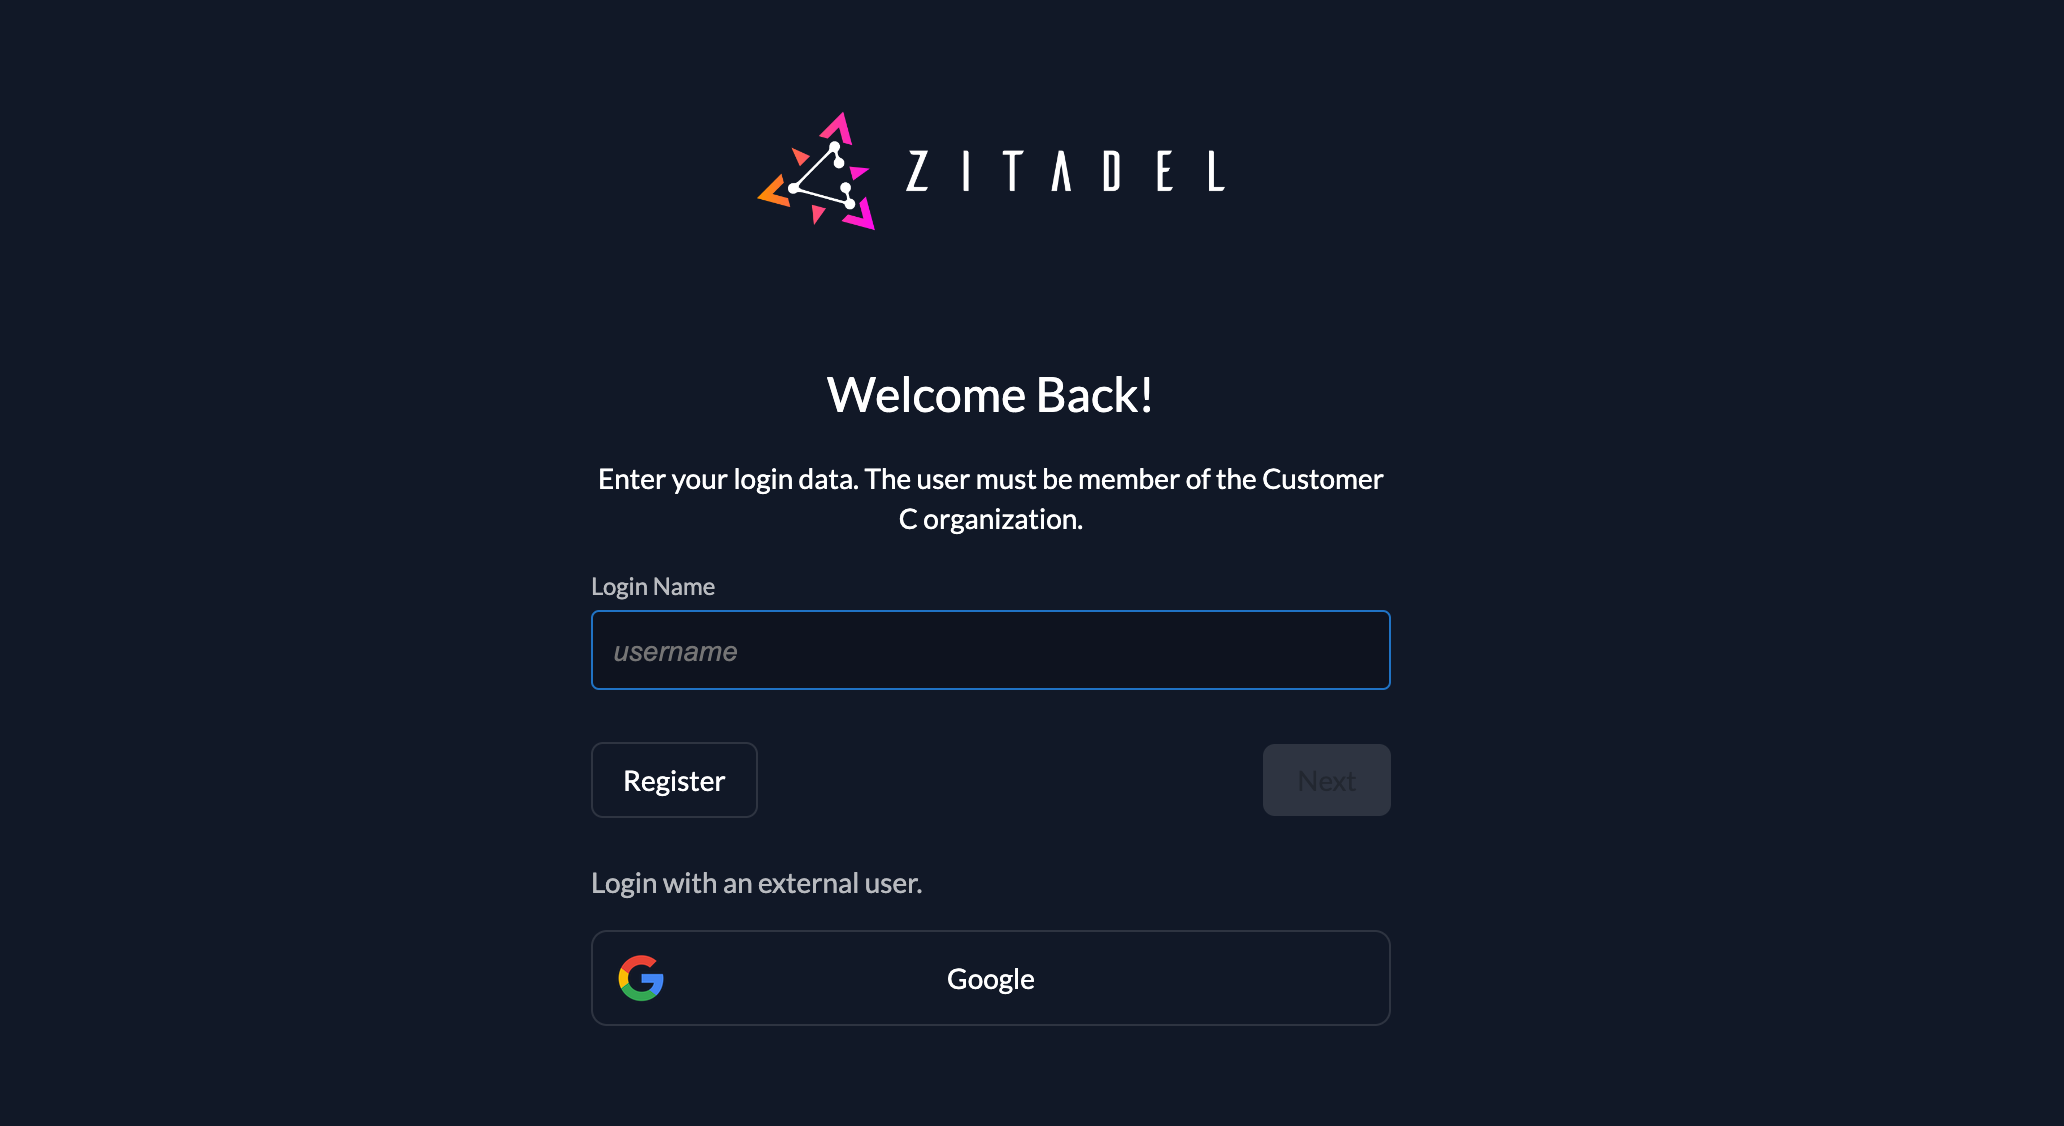 ZITADEL
Welcome Back!
Enter your login data. The user must be member of the Customer
C organization.
Login Name
username
Register
Next
Login with an external user.
Google